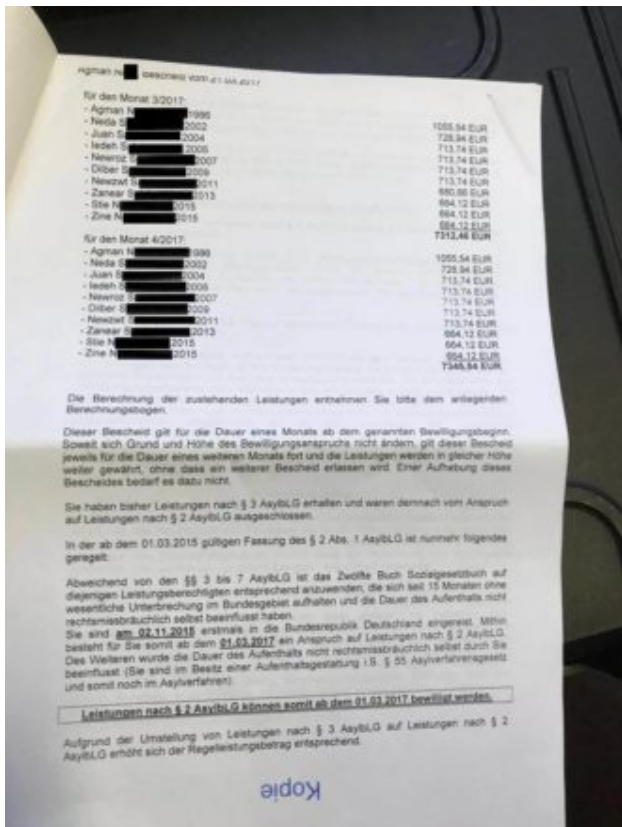 Agman N Bescheid vom 21.04.2017
für den Monat 3/2017:
- Agman N 1986
- Neda S 2002 1055,54 EUR
- Juan S 2004 728,94 EUR
- Iedeh S 2006 713,74 EUR
- Newroz 2007 713,74 EUR
- Dilber S 2009 713,74 EUR
- Newzwt S 2011 713,74 EUR
- Zanear S 2013 680,66 EUR
- Stie N 2015 664,12 EUR
- Zine N 2015 664,12 EUR
664,12 EUR
7312,46 EUR
für den Monat 4/2017:
- Agman N 1986
- Neda S 2002 1055,54 EUR
- Juan S 2004 728,94 EUR
- Iedeh S 2006 713,74 EUR
- Newroz 2007 713,74 EUR
- Dilber S 2009 713,74 EUR
- Newzwt 2011 713,74 EUR
- Zanear S 2013 713,74 EUR
- Stie N 2015 664,12 EUR
- Zine N 2015 664,12 EUR
7345,54 EUR
Die Berechnung der zustehenden Leistungen entnehmen Sie bitte dem anliegenden
Berechnungsbogen.
Dieser Bescheid gilt für die Dauer eines Monats ab dem genannten Bewilligungsbeginn.
Soweit sich Grund und Höhe des Bewilligungsanspruchs nicht ändern, gilt dieser Bescheid
jeweils für die Dauer eines weiteren Monats fort und die Leistungen werden in gleicher Höhe
weiter gewährt, ohne dass ein weiterer Bescheid erlassen wird. Einer Aufhebung dieses
Bescheides bedarf es dazu nicht.
Sie haben bisher Leistungen nach § 3 AsylbLG erhalten und waren demnach vom Anspruch
auf Leistungen nach § 2 AsylbLG ausgeschlossen.
In der ab dem 01.03.2015 gültigen Fassung des § 2 Abs. 1 AsylbLG ist nunmehr folgendes
geregelt:
Abweichend von den §§ 3 bis 7 AsylbLG ist das Zwölfte Buch Sozialgesetzbuch auf
diejenigen Leistungsberechtigten entsprechend anzuwenden, die sich seit 15 Monaten ohne
wesentliche Unterbrechung im Bundesgebiet aufhalten und die Dauer des Aufenthalts nicht
rechtsmissbräuchlich selbst beeinflusst haben.
Sie sind am 02.11.2015 erstmals in die Bundesrepublik Deutschland eingereist. Mithin
besteht für Sie somit ab dem 01.03.2017 ein Anspruch auf Leistungen nach § 2 AsylbLG.
Des Weiteren wurde die Dauer des Aufenthalts nicht rechtsmissbräuchlich selbst durch Sie
beeinflusst (Sie sind im Besitz einer Aufenthaltsgestattung i.S. § 55 Asylverfahrensgesetz
und somit noch im Asylverfahren).
Leistungen nach § 2 AsylbLG können somit ab dem 01.03.2017 bewilligt werden.
Aufgrund der Umstellung von Leistungen nach § 3 AsylbLG auf Leistungen nach § 2
AsylbLG erhöht sich der Regelleistungsbetrag entsprechend.
Kopie